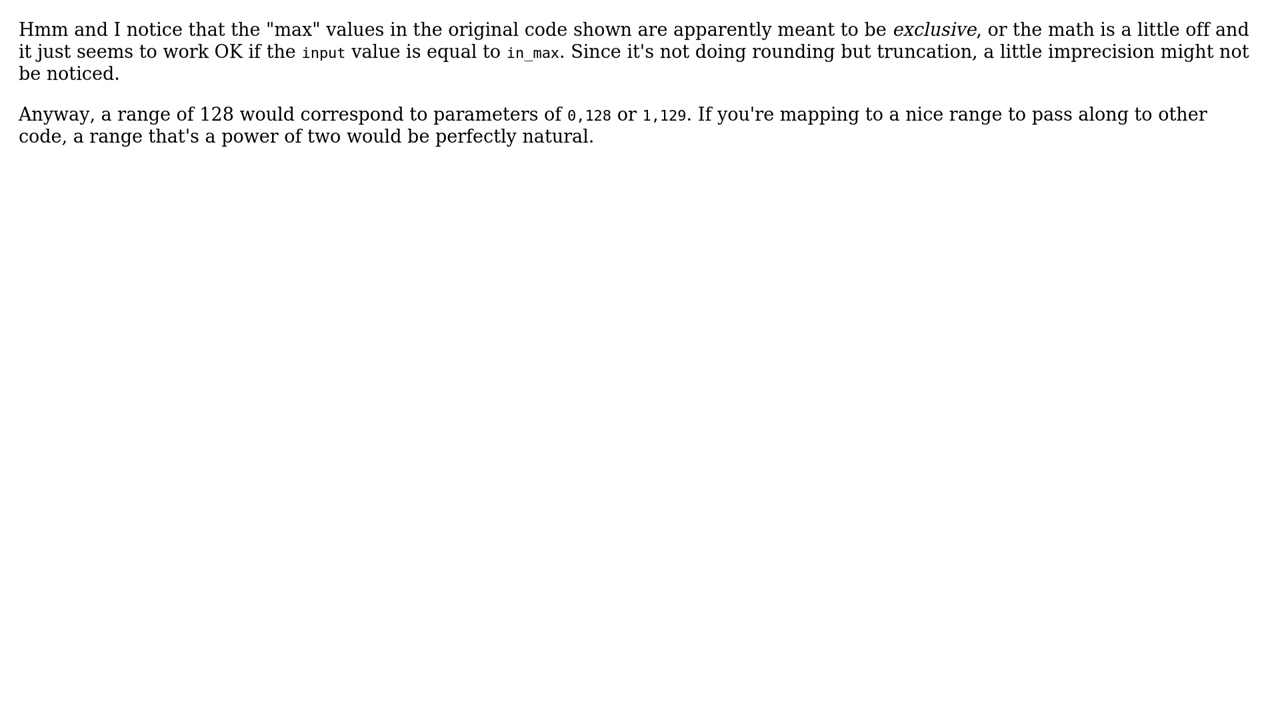 Hmm and I notice that the "max" values in the original code shown are apparently meant to be exclusive, or the math is a little off and
it just seems to work OK if the input value is equal to in_max. Since it's not doing rounding but truncation, a little imprecision might not
be noticed.
Anyway, a range of 128 would correspond to parameters of 0,128 or 1,129. If you're mapping to a nice range to pass along to other
code, a range that's a power of two would be perfectly natural.